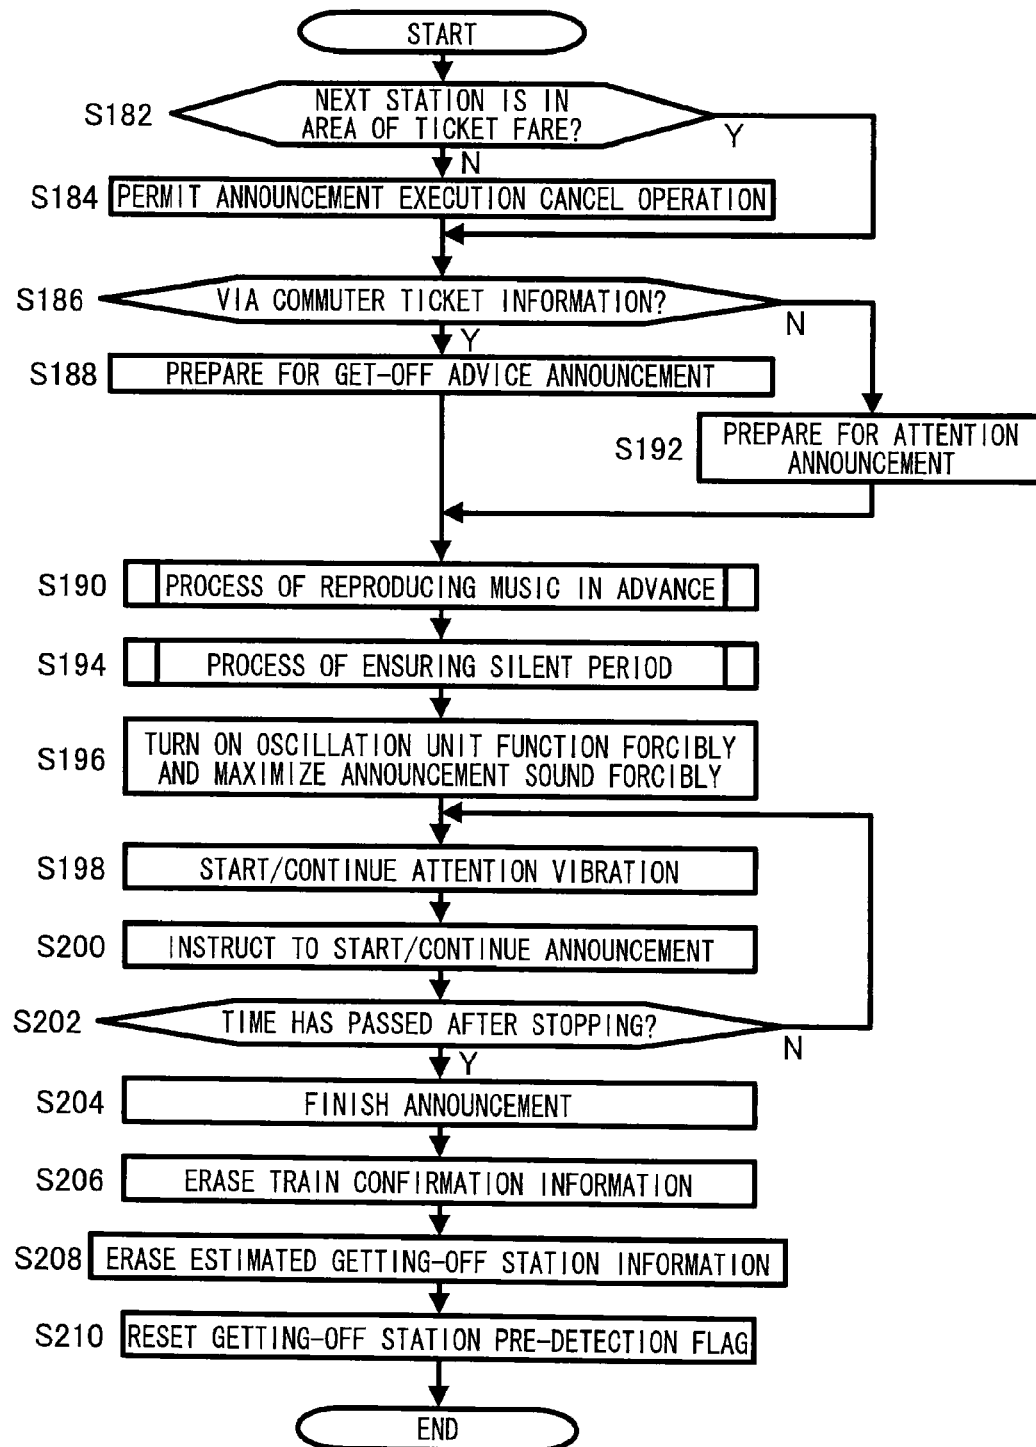 START
S182
NEXT STATION IS IN
AREA OF TICKET FARE?
Y
N
S184
PERMIT ANNOUNCEMENT EXECUTION CANCEL OPERATION
S186
VIA COMMUTER TICKET INFORMATION?
N
Y
S188
PREPARE FOR GET-OFF ADVICE ANNOUNCEMENT
S192
PREPARE FOR ATTENTION
ANNOUNCEMENT
S190
PROCESS OF REPRODUCING MUSIC IN ADVANCE
S194
PROCESS OF ENSURING SILENT PERIOD
S196
TURN ON OSCILLATION UNIT FUNCTION FORCIBLY
AND MAXIMIZE ANNOUNCEMENT SOUND FORCIBLY
S198
START/CONTINUE ATTENTION VIBRATION
S200
INSTRUCT TO START/CONTINUE ANNOUNCEMENT
S202
TIME HAS PASSED AFTER STOPPING?
N
Y
S204
FINISH ANNOUNCEMENT
S206
ERASE TRAIN CONFIRMATION INFORMATION
S208
ERASE ESTIMATED GETTING-OFF STATION INFORMATION
S210
RESET GETTING-OFF STATION PRE-DETECTION FLAG
END